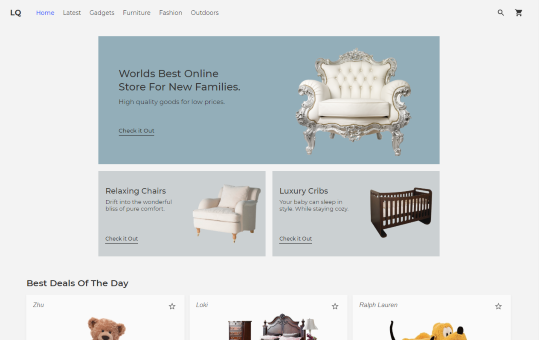 LQ
Home Latest Gadgets Furniture Fashion Outdoors
Worlds Best Online
Store For New Families.
High quality goods for low prices.
Check it Out
Relaxing Chairs
Drift into the wonderful
bliss of pure comfort.
Check it Out
Luxury Cribs
Your baby can sleep in
style. While staying cozy.
Check it Out
Best Deals Of The Day
Zhu
Loki
Ralph Lauren